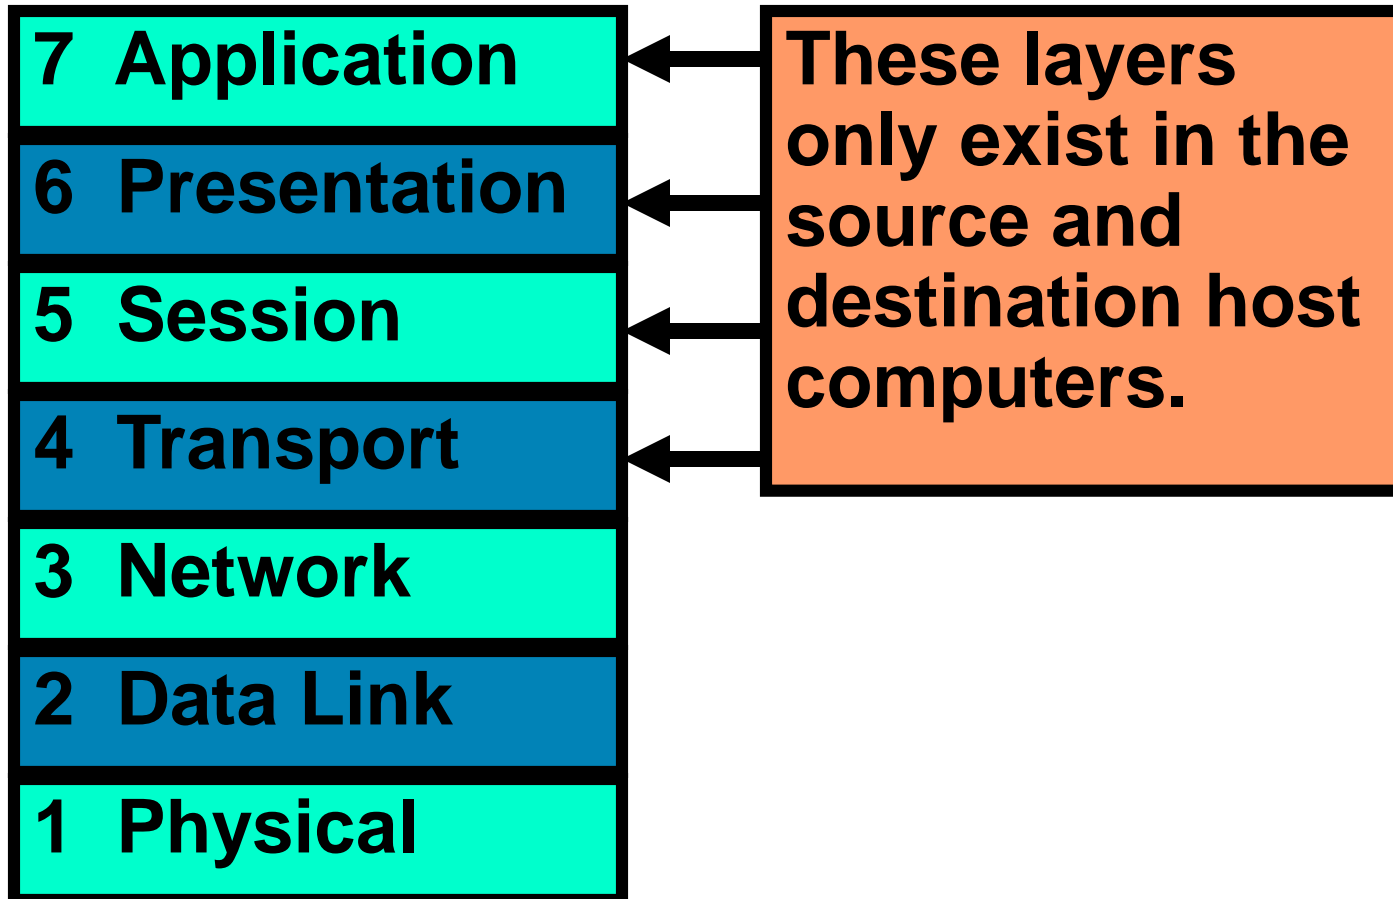 7 Application
6 Presentation
5 Session
4 Transport
3 Network
2 Data Link
1 Physical
These layers
only exist in the
source and
destination host
computers.